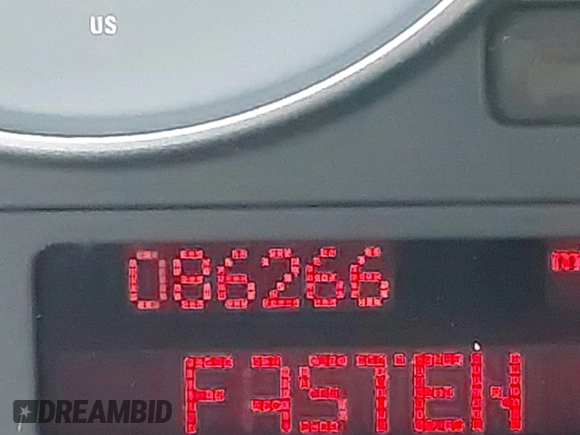 US
086266
FASTEN
DREAMBID